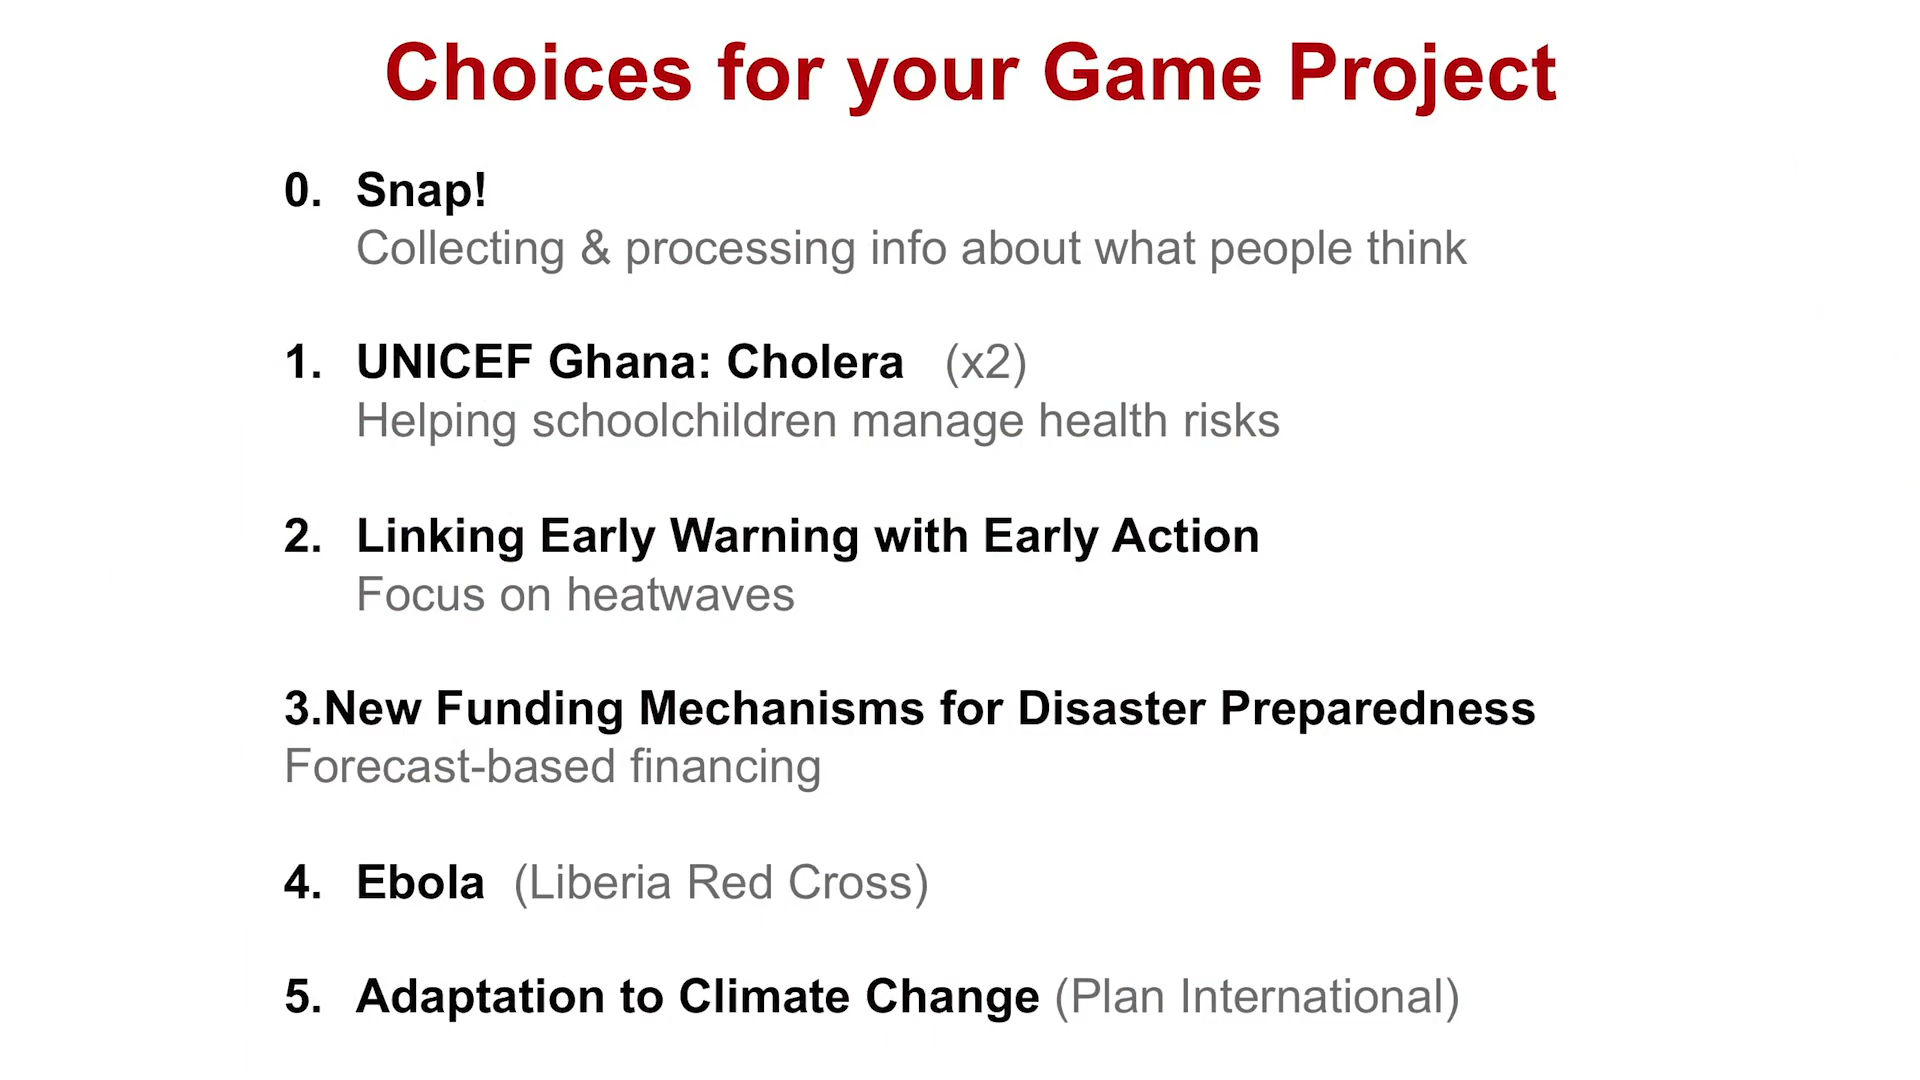 Choices for your Game Project
0. Snap!
Collecting & processing info about what people think
1. UNICEF Ghana: Cholera (x2)
Helping schoolchildren manage health risks
2. Linking Early Warning with Early Action
Focus on heatwaves
3.New Funding Mechanisms for Disaster Preparedness
Forecast-based financing
4. Ebola (Liberia Red Cross)
5. Adaptation to Climate Change (Plan International)